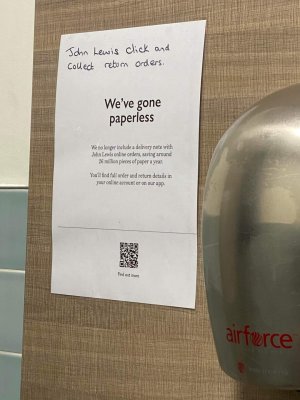 John Lewis click and
Collect return orders.
We've gone
paperless
We no longer include a delivery note with
John Lewis online orders, saving around
26 million pieces of paper a year.
You'll find full order and return details in
your online account or on our app.
Find out more
airforce